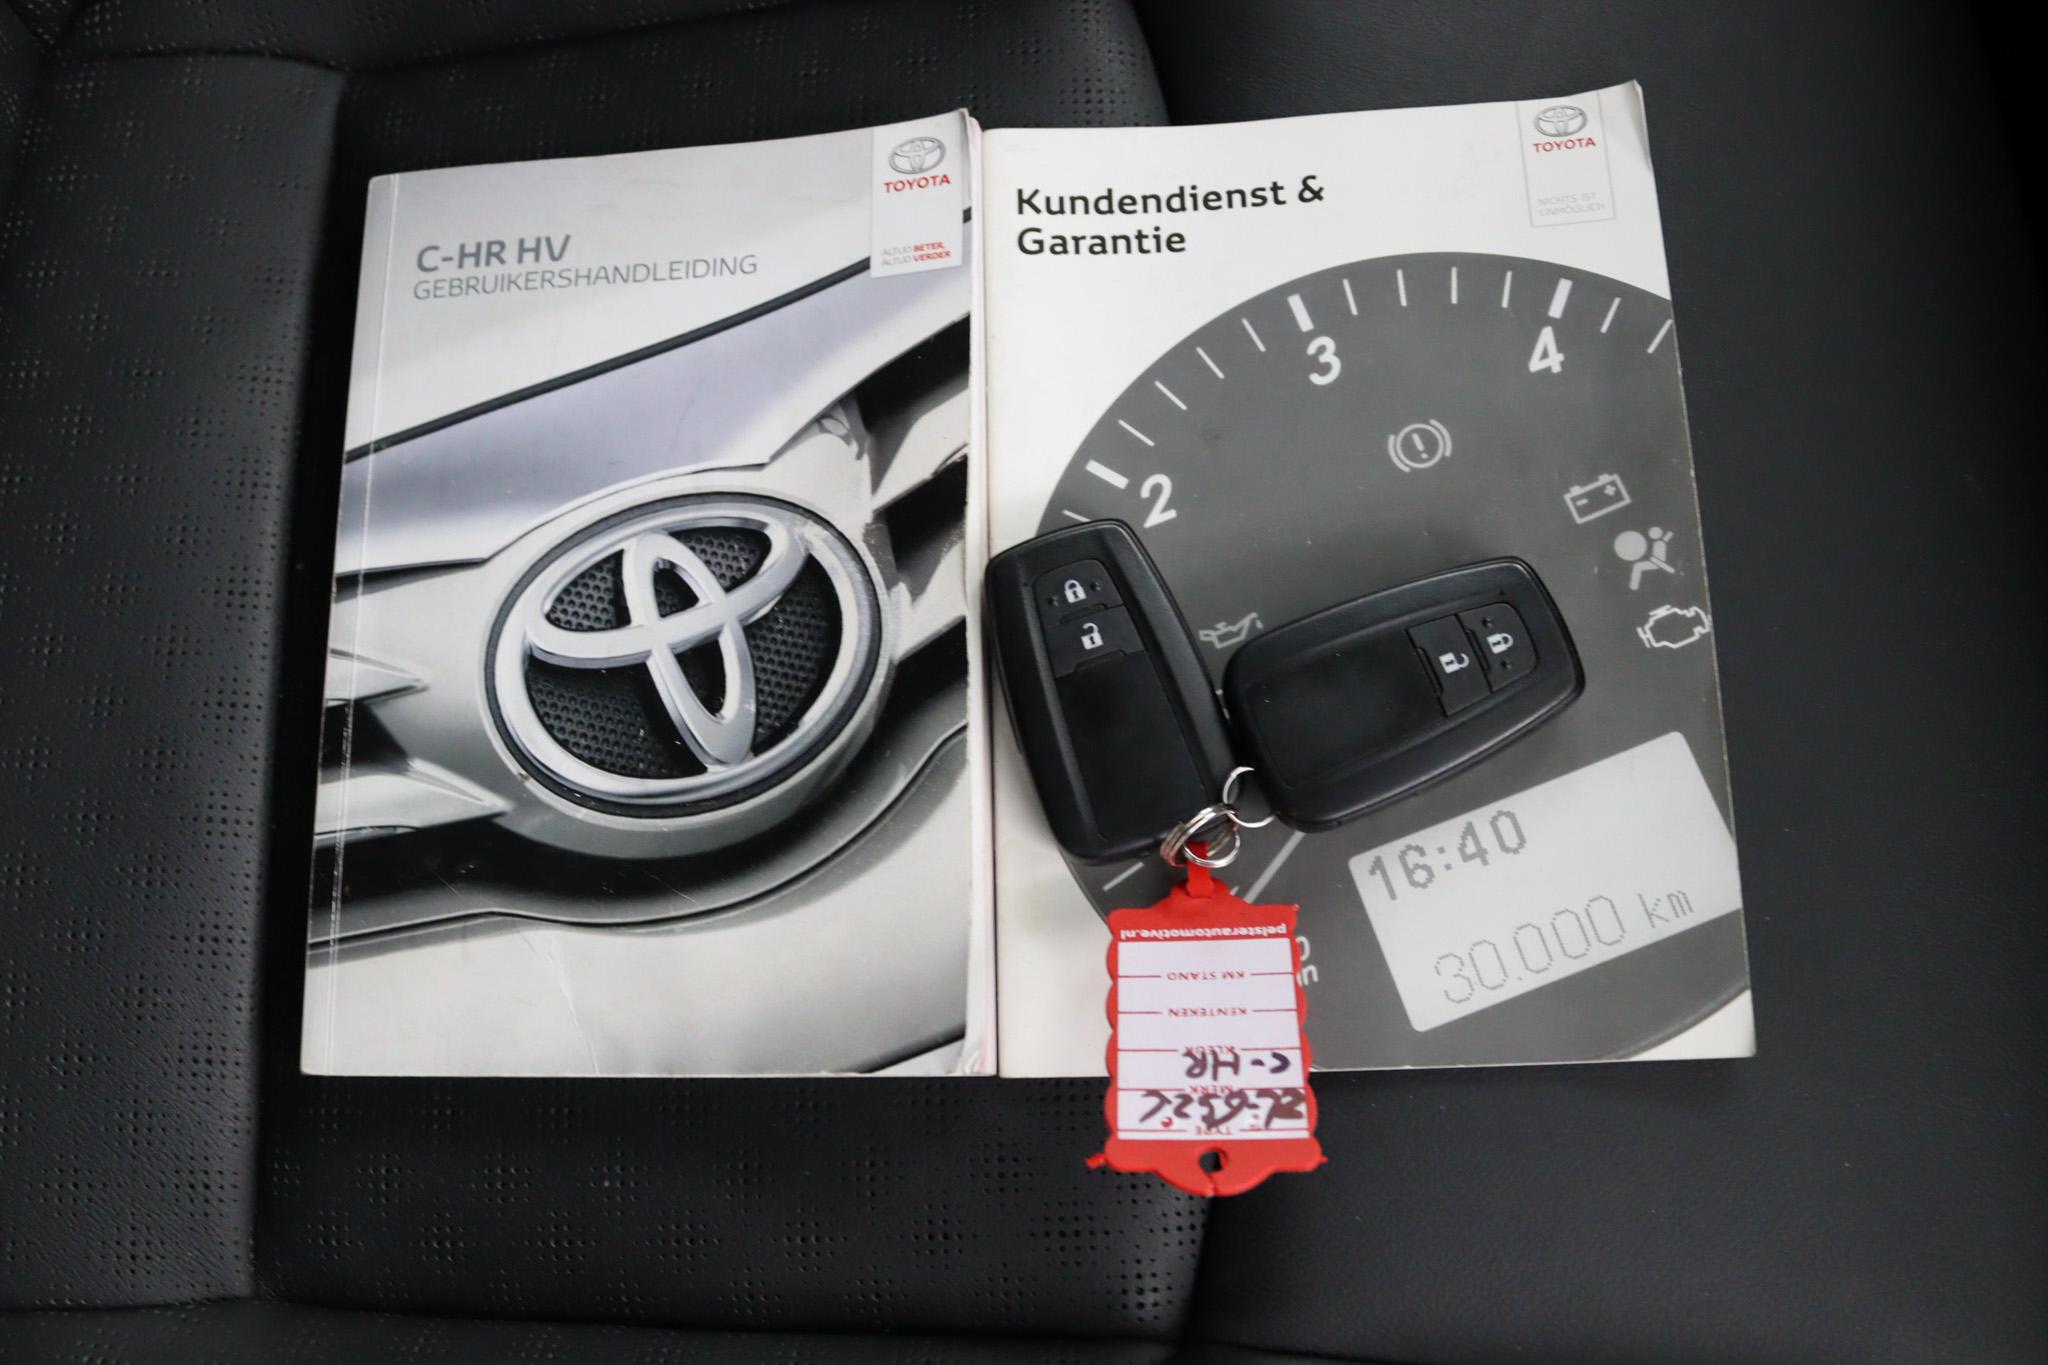 TOYOTA
C-HR HV
GEBRUIKERSHANDLEIDING
ALTIJD BETER,
ALTIJD VERDER
TOYOTA
NICHTS IST
UNMÖGLICH
Kundendienst &
Garantie
3
4
2
16:40
30.000 km
pelsterautomotive.nl
KM STAND
KENTEKEN
KLEUR
C-HR
MERK
TYPE